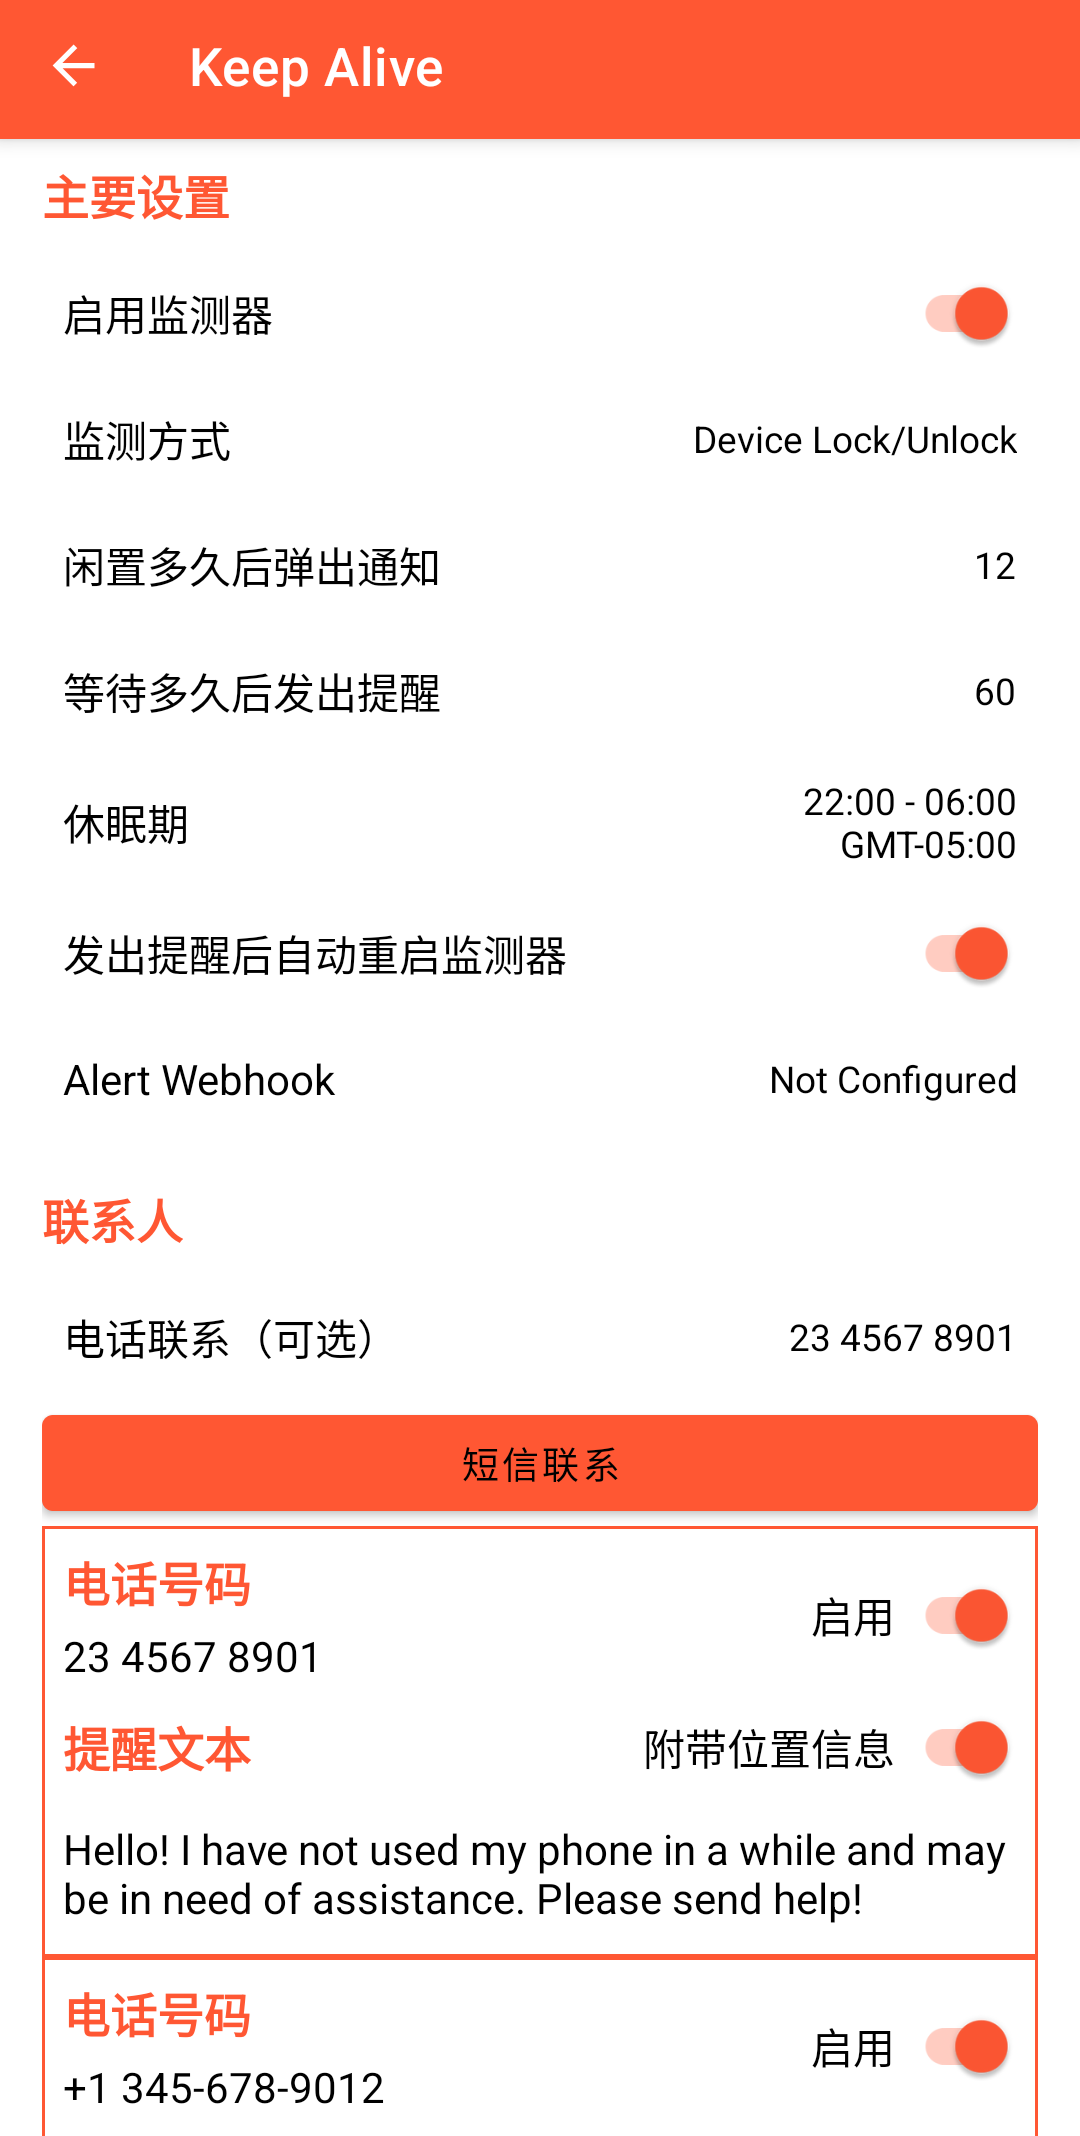 Keep Alive
主要设置
启用监测器
监测方式 Device Lock/Unlock
闲置多久后弹出通知 12
等待多久后发出提醒 60
休眠期 22:00 - 06:00
GMT-05:00
发出提醒后自动重启监测器
Alert Webhook Not Configured
联系人
电话联系（可选） 23 4567 8901
短信联系
电话号码
启用
23 4567 8901
提醒文本 附带位置信息
Hello! I have not used my phone in a while and may
be in need of assistance. Please send help!
电话号码
启用
+1 345-678-9012